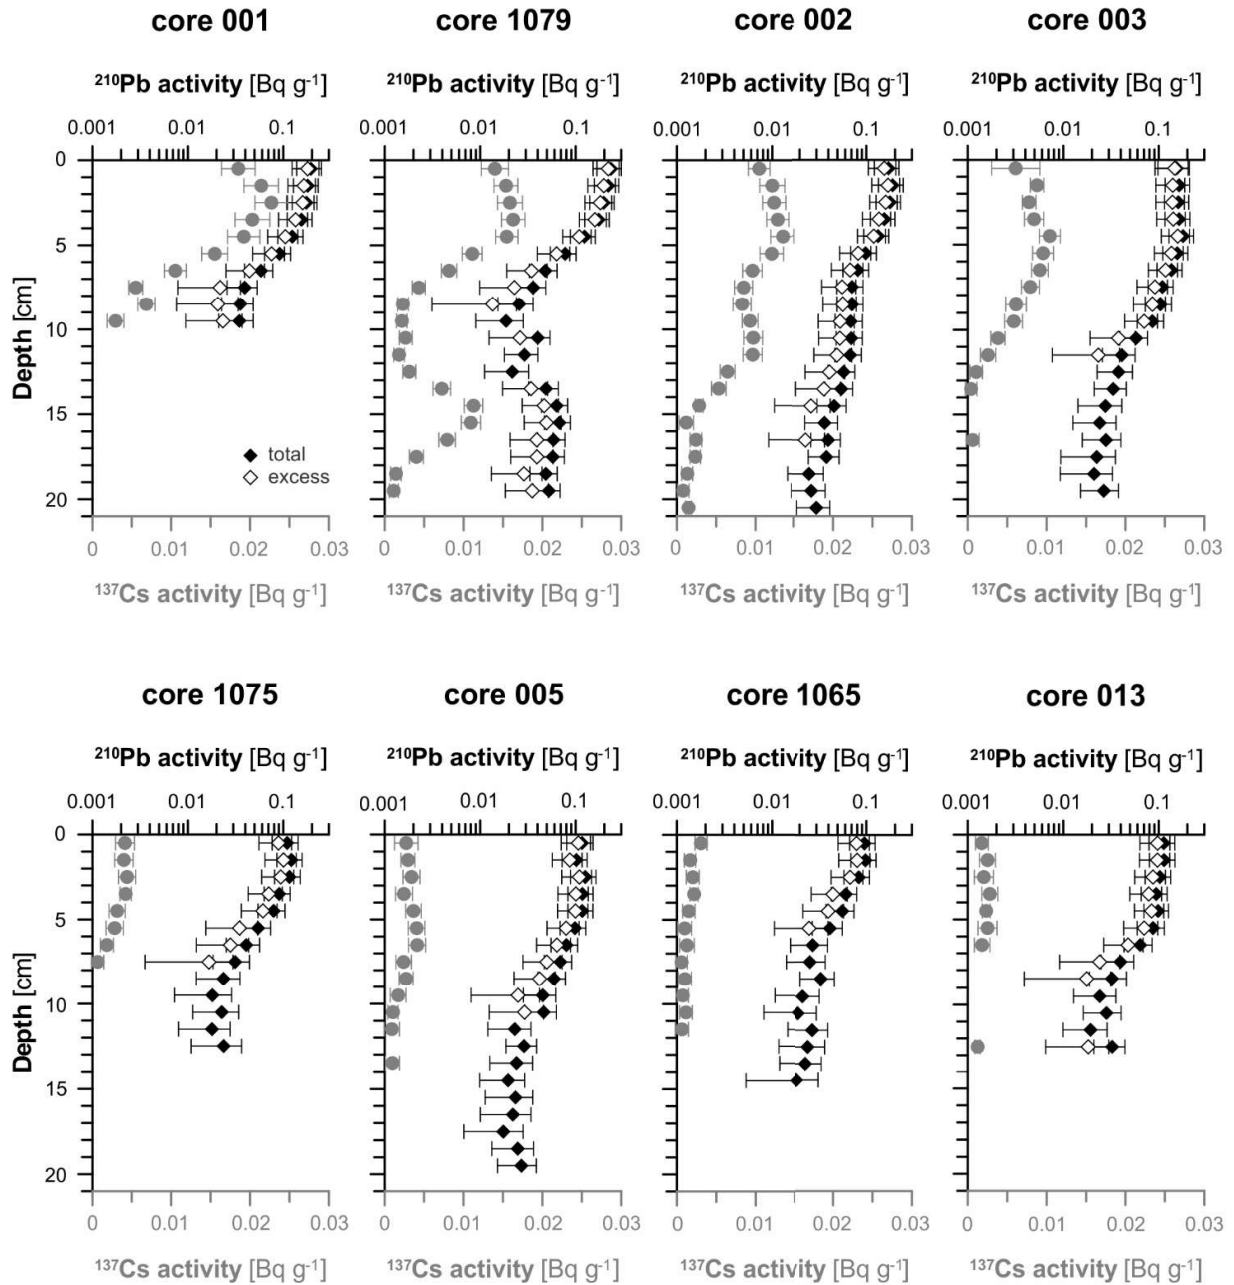 core 001 core 1079 core 002 core 003
²¹⁰Pb activity [Bq g⁻¹] ²¹⁰Pb activity [Bq g⁻¹] ²¹⁰Pb activity [Bq g⁻¹] ²¹⁰Pb activity [Bq g⁻¹]
0.001 0.01 0.1 0.001 0.01 0.1 0.001 0.01 0.1 0.001 0.01 0.1
0
5
10
15
20
Depth [cm]
total
excess
0 0.01 0.02 0.03 0 0.01 0.02 0.03 0 0.01 0.02 0.03 0 0.01 0.02 0.03
¹³⁷Cs activity [Bq g⁻¹] ¹³⁷Cs activity [Bq g⁻¹] ¹³⁷Cs activity [Bq g⁻¹] ¹³⁷Cs activity [Bq g⁻¹]
core 1075 core 005 core 1065 core 013
²¹⁰Pb activity [Bq g⁻¹] ²¹⁰Pb activity [Bq g⁻¹] ²¹⁰Pb activity [Bq g⁻¹] ²¹⁰Pb activity [Bq g⁻¹]
0.001 0.01 0.1 0.001 0.01 0.1 0.001 0.01 0.1 0.001 0.01 0.1
0
5
10
15
20
Depth [cm]
0 0.01 0.02 0.03 0 0.01 0.02 0.03 0 0.01 0.02 0.03 0 0.01 0.02 0.03
¹³⁷Cs activity [Bq g⁻¹] ¹³⁷Cs activity [Bq g⁻¹] ¹³⁷Cs activity [Bq g⁻¹] ¹³⁷Cs activity [Bq g⁻¹]